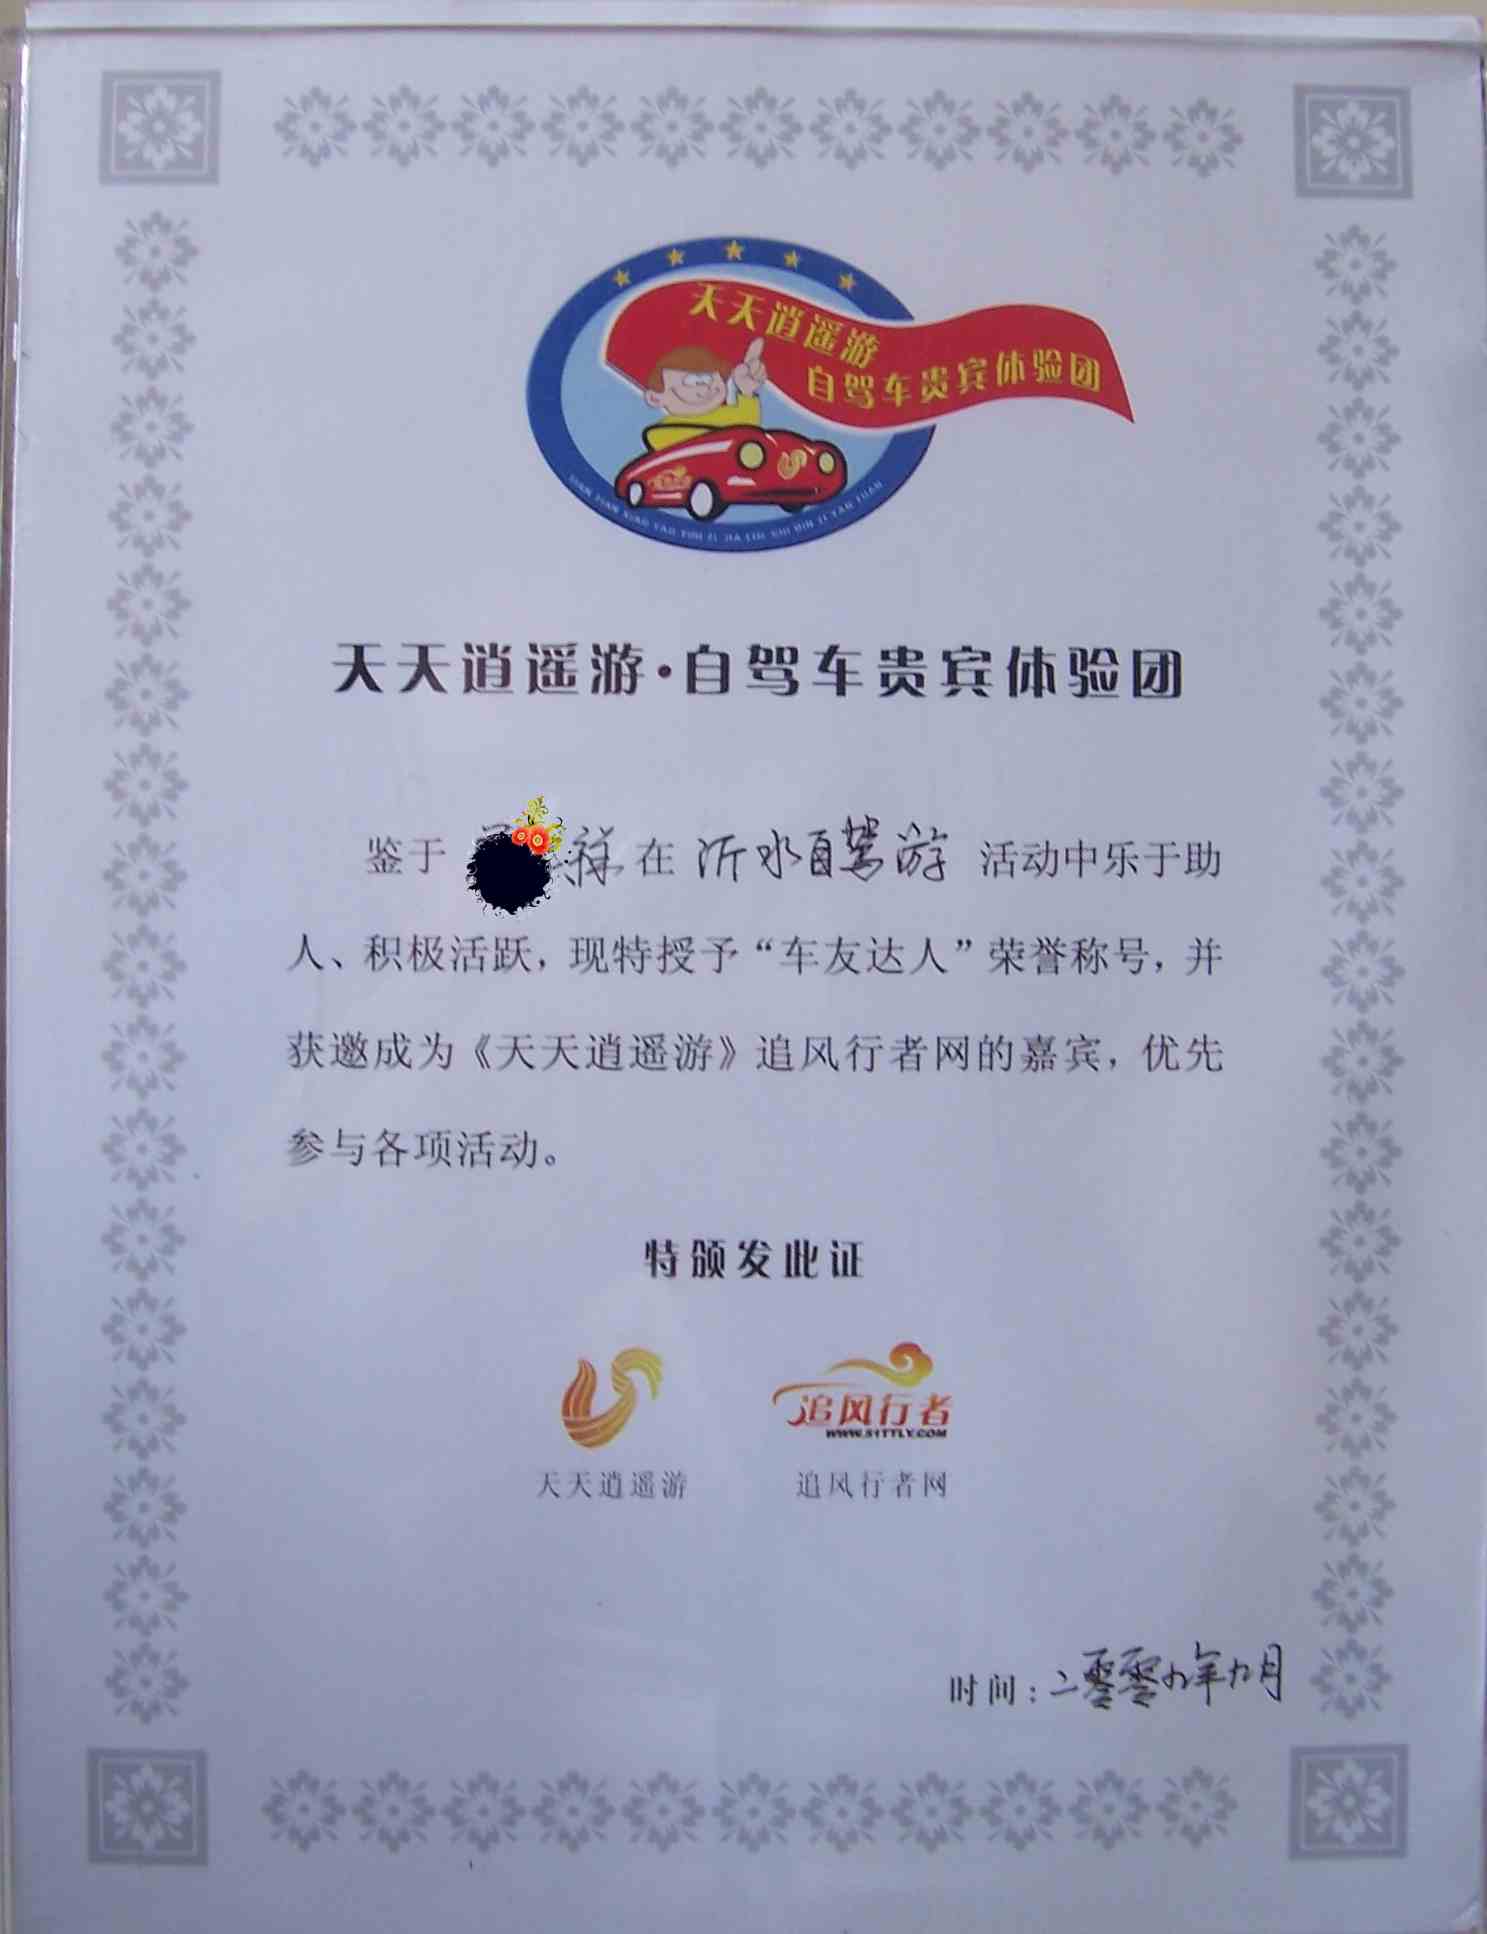 天天逍遥游
自驾车贵宾体验团
天天逍遥游·自驾车贵宾体验团
鉴于 祥在沂水自驾游活动中乐于助
人、积极活跃，现特授予“车友达人”荣誉称号，并
获邀成为《天天逍遥游》追风行者网的嘉宾，优先
参与各项活动。
特颁发此证
追风行者
WWW.51TTLY.COM
天天逍遥游 追风行者网
时间：二零零九年九月